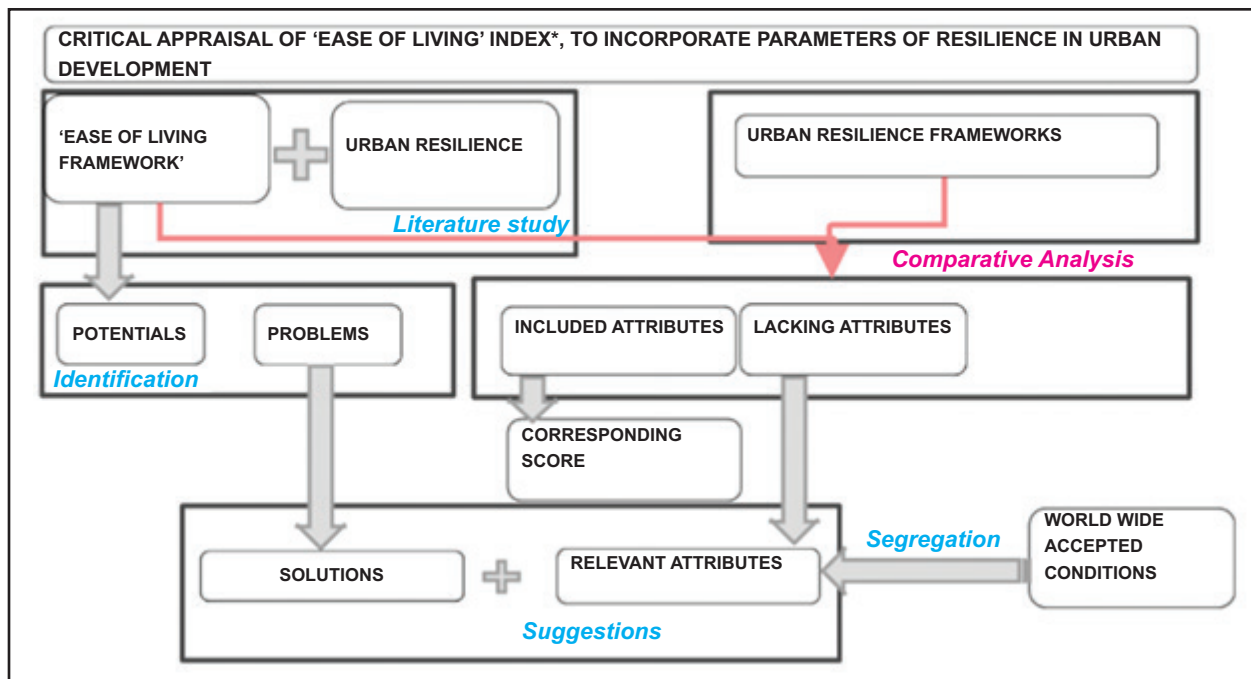 CRITICAL APPRAISAL OF ‘EASE OF LIVING’ INDEX*, TO INCORPORATE PARAMETERS OF RESILIENCE IN URBAN
DEVELOPMENT
‘EASE OF LIVING
FRAMEWORK’
URBAN RESILIENCE
URBAN RESILIENCE FRAMEWORKS
Literature study
Comparative Analysis
POTENTIALS
PROBLEMS
Identification
INCLUDED ATTRIBUTES
LACKING ATTRIBUTES
CORRESPONDING
SCORE
SOLUTIONS
RELEVANT ATTRIBUTES
Suggestions
Segregation
WORLD WIDE
ACCEPTED
CONDITIONS